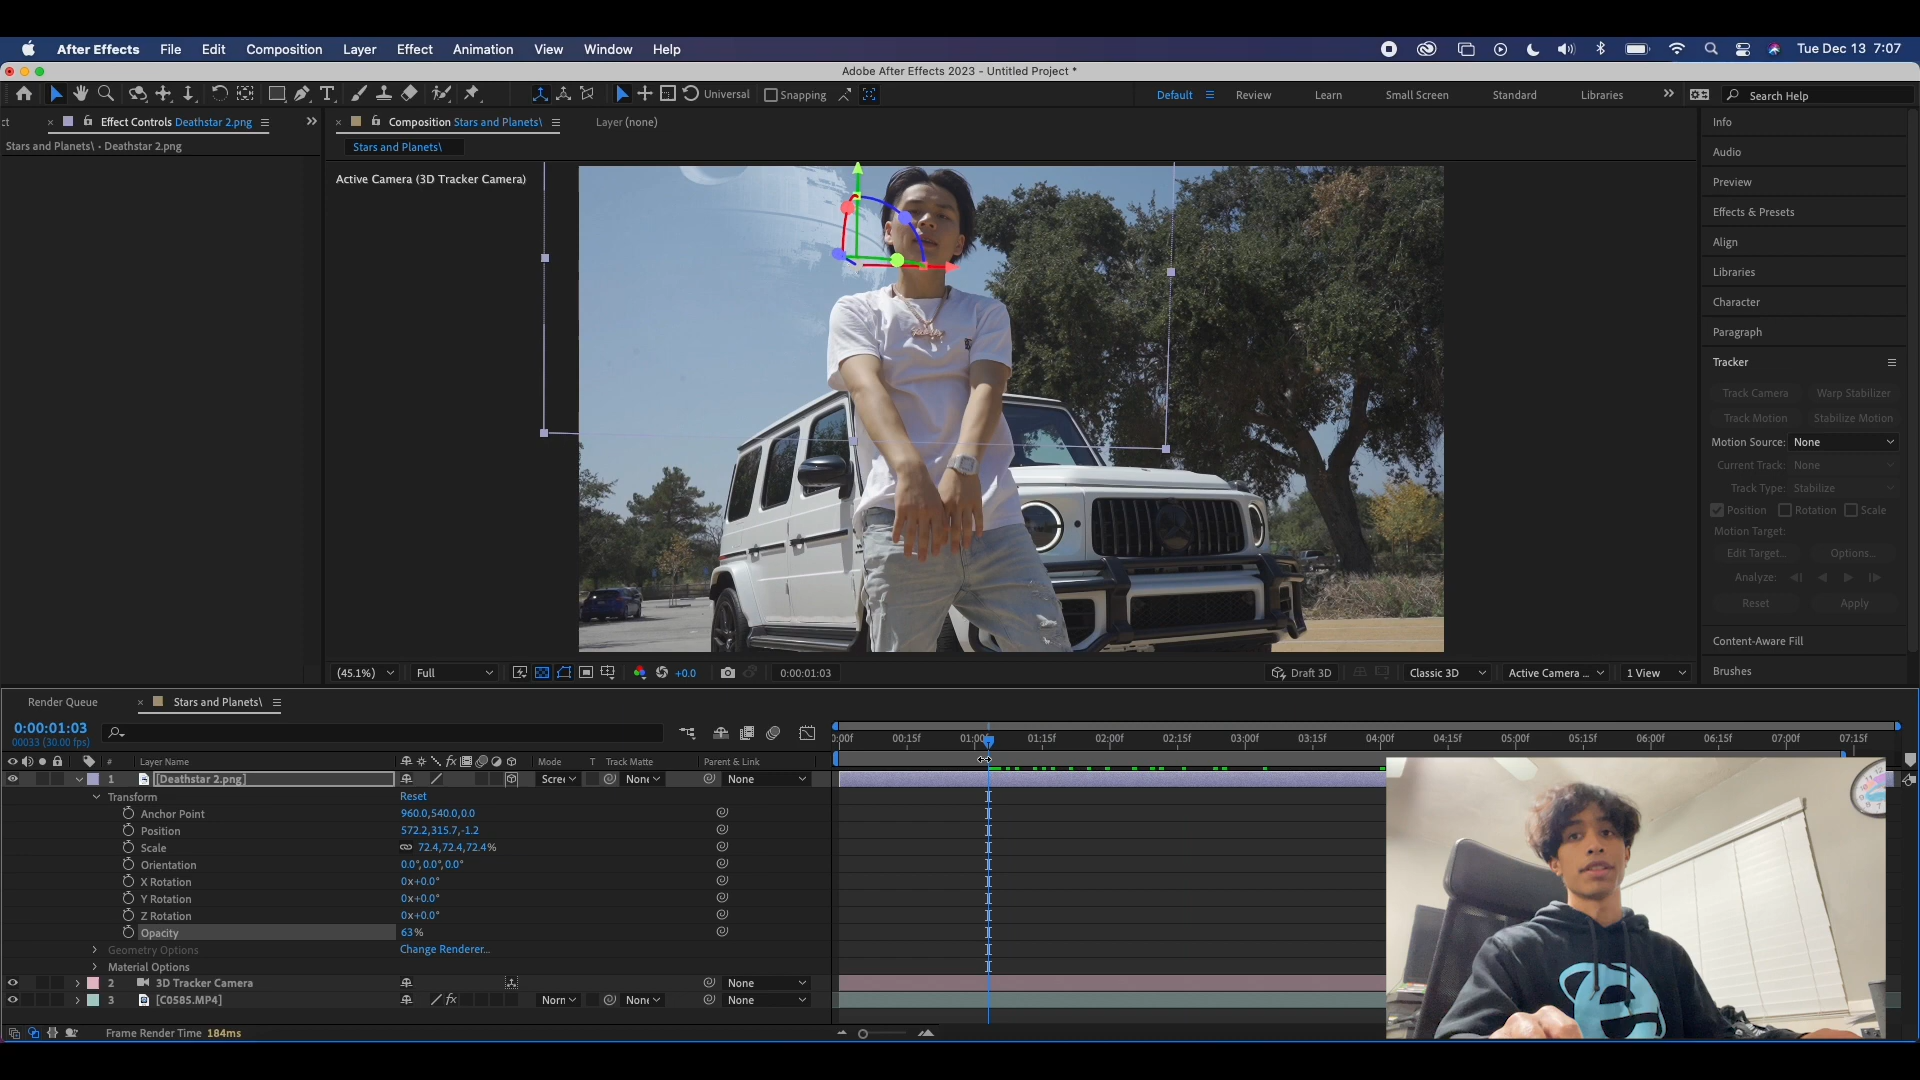 After Effects File Edit Composition Layer Effect Animation View Window Help Tue Dec 13 7:07
Adobe After Effects 2023 - Untitled Project *
Universal Snapping Default Review Learn Small Screen Standard Libraries Search Help
ct Effect Controls Deathstar 2.png Composition Stars and Planets\ Layer (none)
Stars and Planets\ • Deathstar 2.png
Stars and Planets\
Active Camera (3D Tracker Camera)
Info
Audio
Preview
Effects & Presets
Align
Libraries
Character
Paragraph
Tracker
Track Camera Warp Stabilizer
Track Motion Stabilize Motion
Motion Source: None
Current Track: None
Track Type: Stabilize
Position Rotation Scale
Motion Target:
Edit Target... Options...
Analyze:
Reset Apply
Content-Aware Fill
Brushes
(45.1%) Full +0.0 0:00:01:03 Draft 3D Classic 3D Active Camera ... 1 View
Render Queue Stars and Planets\
0:00:01:03
00033 (30.00 fps)
0:00f 00:15f 01:00f 01:15f 02:00f 02:15f 03:00f 03:15f 04:00f 04:15f 05:00f 05:15f 06:00f 06:15f 07:00f 07:15f
# Layer Name Mode T Track Matte Parent & Link
1 [Deathstar 2.png] Scre None None
Transform Reset
Anchor Point 960.0,540.0,0.0
Position 572.2,315.7,-1.2
Scale 72.4,72.4,72.4%
Orientation 0.0°,0.0°,0.0°
X Rotation 0x+0.0°
Y Rotation 0x+0.0°
Z Rotation 0x+0.0°
Opacity 63%
Geometry Options Change Renderer...
Material Options
2 3D Tracker Camera None
3 [C0585.MP4] Norn None None
Frame Render Time 184ms